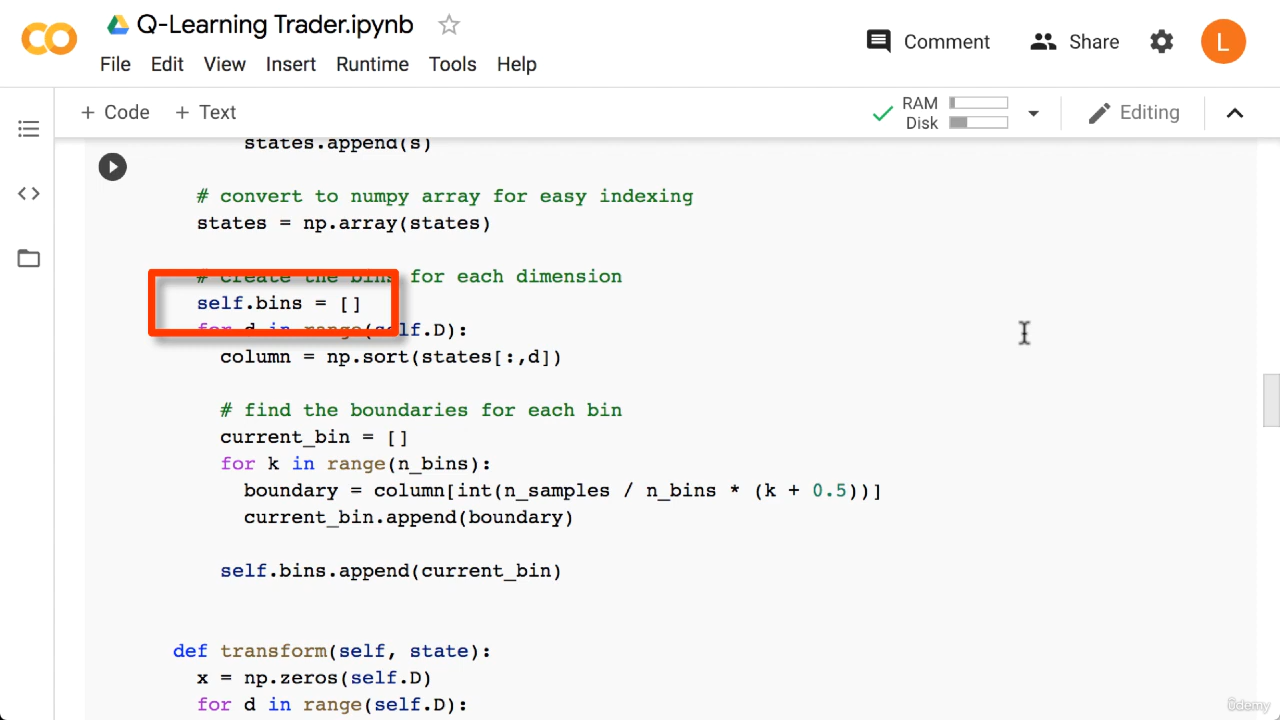 Q-Learning Trader.ipynb
Comment
Share
L
File Edit View Insert Runtime Tools Help
+ Code + Text
RAM
Disk
Editing
states.append(s)
# convert to numpy array for easy indexing
states = np.array(states)
# create the bins for each dimension
self.bins = []
for d in range(self.D):
column = np.sort(states[:,d])
# find the boundaries for each bin
current_bin = []
for k in range(n_bins):
boundary = column[int(n_samples / n_bins * (k + 0.5))]
current_bin.append(boundary)
self.bins.append(current_bin)
def transform(self, state):
x = np.zeros(self.D)
for d in range(self.D):
ûdemy